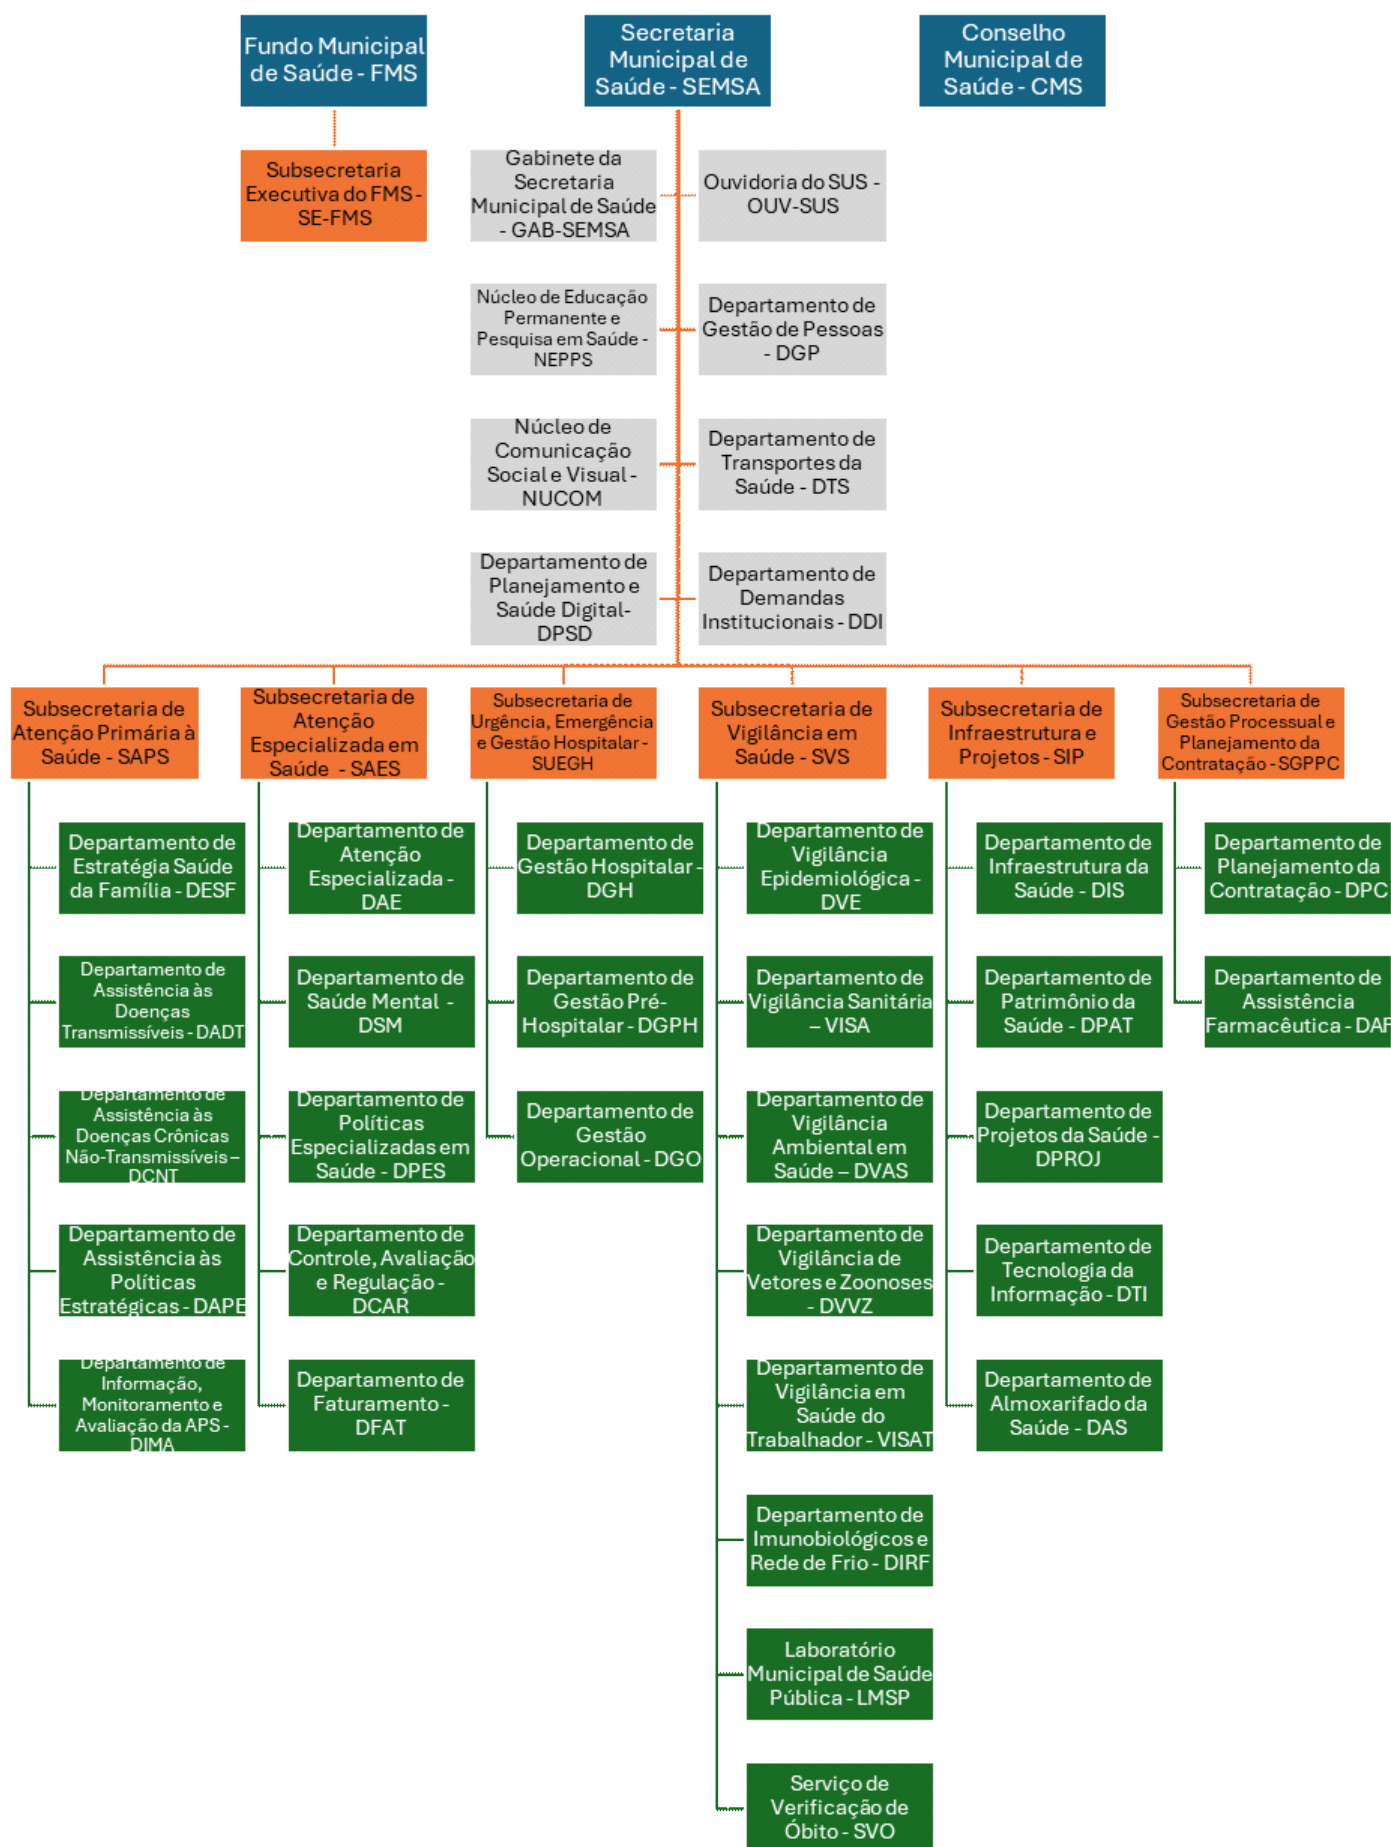 Fundo Municipal
de Saúde - FMS
Secretaria
Municipal de
Saúde - SEMSA
Conselho
Municipal de
Saúde - CMS
Subsecretaria
Executiva do FMS -
SE-FMS
Gabinete da
Secretaria
Municipal de Saúde
- GAB-SEMSA
Ouvidoria do SUS -
OUV-SUS
Núcleo de Educação
Permanente e
Pesquisa em Saúde -
NEPPS
Departamento de
Gestão de Pessoas
- DGP
Núcleo de
Comunicação
Social e Visual -
NUCOM
Departamento de
Transportes da
Saúde - DTS
Departamento de
Planejamento e
Saúde Digital-
DPSD
Departamento de
Demandas
Institucionais - DDI
Subsecretaria de
Atenção Primária à
Saúde - SAPS
Subsecretaria de
Atenção
Especializada em
Saúde  - SAES
Subsecretaria de
Urgência, Emergência
e Gestão Hospitalar -
SUEGH
Subsecretaria de
Vigilância em
Saúde - SVS
Subsecretaria de
Infraestrutura e
Projetos - SIP
Subsecretaria de
Gestão Processual e
Planejamento da
Contratação - SGPPC
Departamento de
Estratégia Saúde
da Família - DESF
Departamento de
Atenção
Especializada -
DAE
Departamento de
Gestão Hospitalar -
DGH
Departamento de
Vigilância
Epidemiológica -
DVE
Departamento de
Infraestrutura da
Saúde - DIS
Departamento de
Planejamento da
Contratação - DPC
Departamento de
Assistência às
Doenças
Transmissíveis - DADT
Departamento de
Saúde Mental -
DSM
Departamento de
Gestão Pré-
Hospitalar - DGPH
Departamento de
Vigilância Sanitária
– VISA
Departamento de
Patrimônio da
Saúde - DPAT
Departamento de
Assistência
Farmacêutica - DAF
Departamento de
Assistência às
Doenças Crônicas
Não-Transmissíveis –
DCNT
Departamento de
Políticas
Especializadas em
Saúde - DPES
Departamento de
Gestão
Operacional - DGO
Departamento de
Vigilância
Ambiental em
Saúde – DVAS
Departamento de
Projetos da Saúde -
DPROJ
Departamento de
Assistência às
Políticas
Estratégicas - DAPE
Departamento de
Controle, Avaliação
e Regulação -
DCAR
Departamento de
Vigilância de
Vetores e Zoonoses
- DVVZ
Departamento de
Tecnologia da
Informação - DTI
Departamento de
Informação,
Monitoramento e
Avaliação da APS -
DIMA
Departamento de
Faturamento -
DFAT
Departamento de
Vigilância em
Saúde do
Trabalhador - VISAT
Departamento de
Almoxarifado da
Saúde - DAS
Departamento de
Imunobiológicos e
Rede de Frio - DIRF
Laboratório
Municipal de Saúde
Pública - LMSP
Serviço de
Verificação de
Óbito - SVO